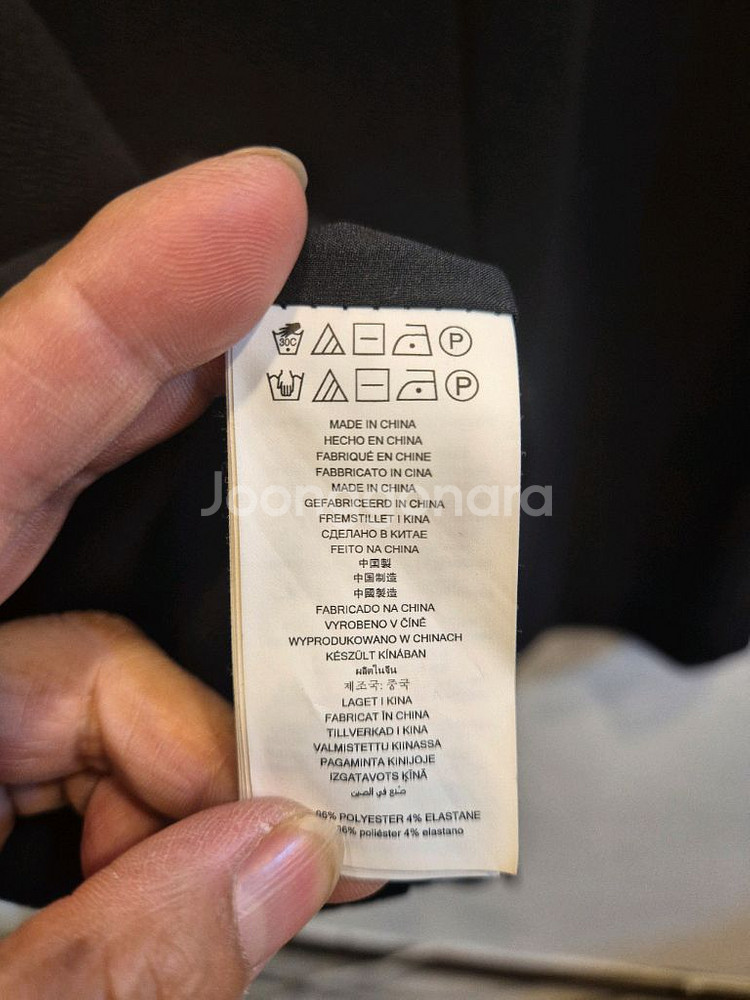 30C P
P
MADE IN CHINA
HECHO EN CHINA
FABRIQUÉ EN CHINE
FABBRICATO IN CINA
MADE IN CHINA
GEFABRICEERD IN CHINA
FREMSTILLET I KINA
СДЕЛАНО В КИТАЕ
FEITO NA CHINA
中国製
中国制造
中國製造
FABRICADO NA CHINA
VYROBENO V ČÍNĚ
WYPRODUKOWANO W CHINACH
KÉSZÜLT KÍNÁBAN
ผลิตในจีน
제조국: 중국
LAGET I KINA
FABRICAT ÎN CHINA
TILLVERKAD I KINA
VALMISTETTU KIINASSA
PAGAMINTA KINIJOJE
IZGATAVOTS ĶĪNĀ
صُنع في الصين
96% POLYESTER 4% ELASTANE
96% poliéster 4% elastano
Joongonnara